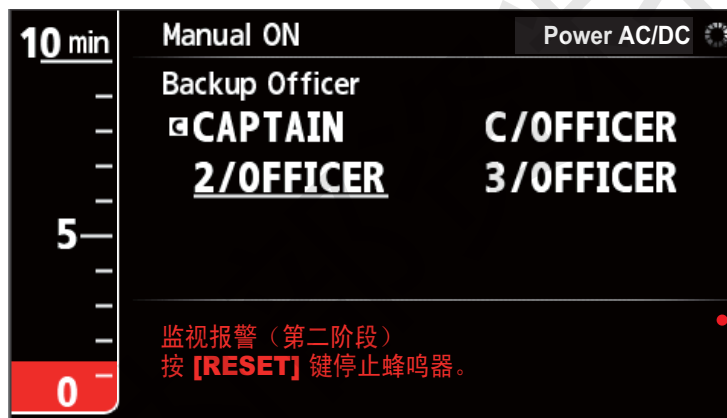 10 min
Manual ON
Power AC/DC
Backup Officer
C CAPTAIN
C/OFFICER
2/OFFICER
3/OFFICER
5
监视报警（第二阶段）
按 [RESET] 键停止蜂鸣器。
0